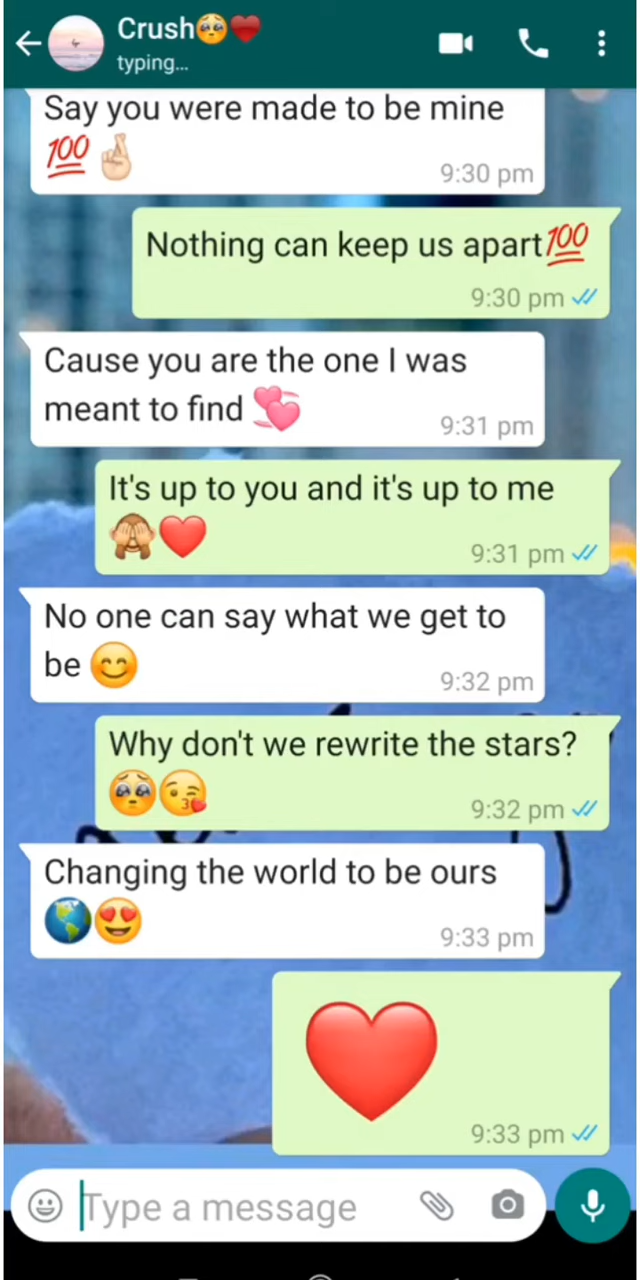 Crush🥺❤️
typing...
Say you were made to be mine
💯🤞🏻
9:30 pm
Nothing can keep us apart💯
9:30 pm
Cause you are the one I was
meant to find 💞
9:31 pm
It's up to you and it's up to me
🙈❤️
9:31 pm
No one can say what we get to
be 😊
9:32 pm
Why don't we rewrite the stars?
🥺😘
9:32 pm
Changing the world to be ours
🌎😍
9:33 pm
❤️
9:33 pm
Type a message